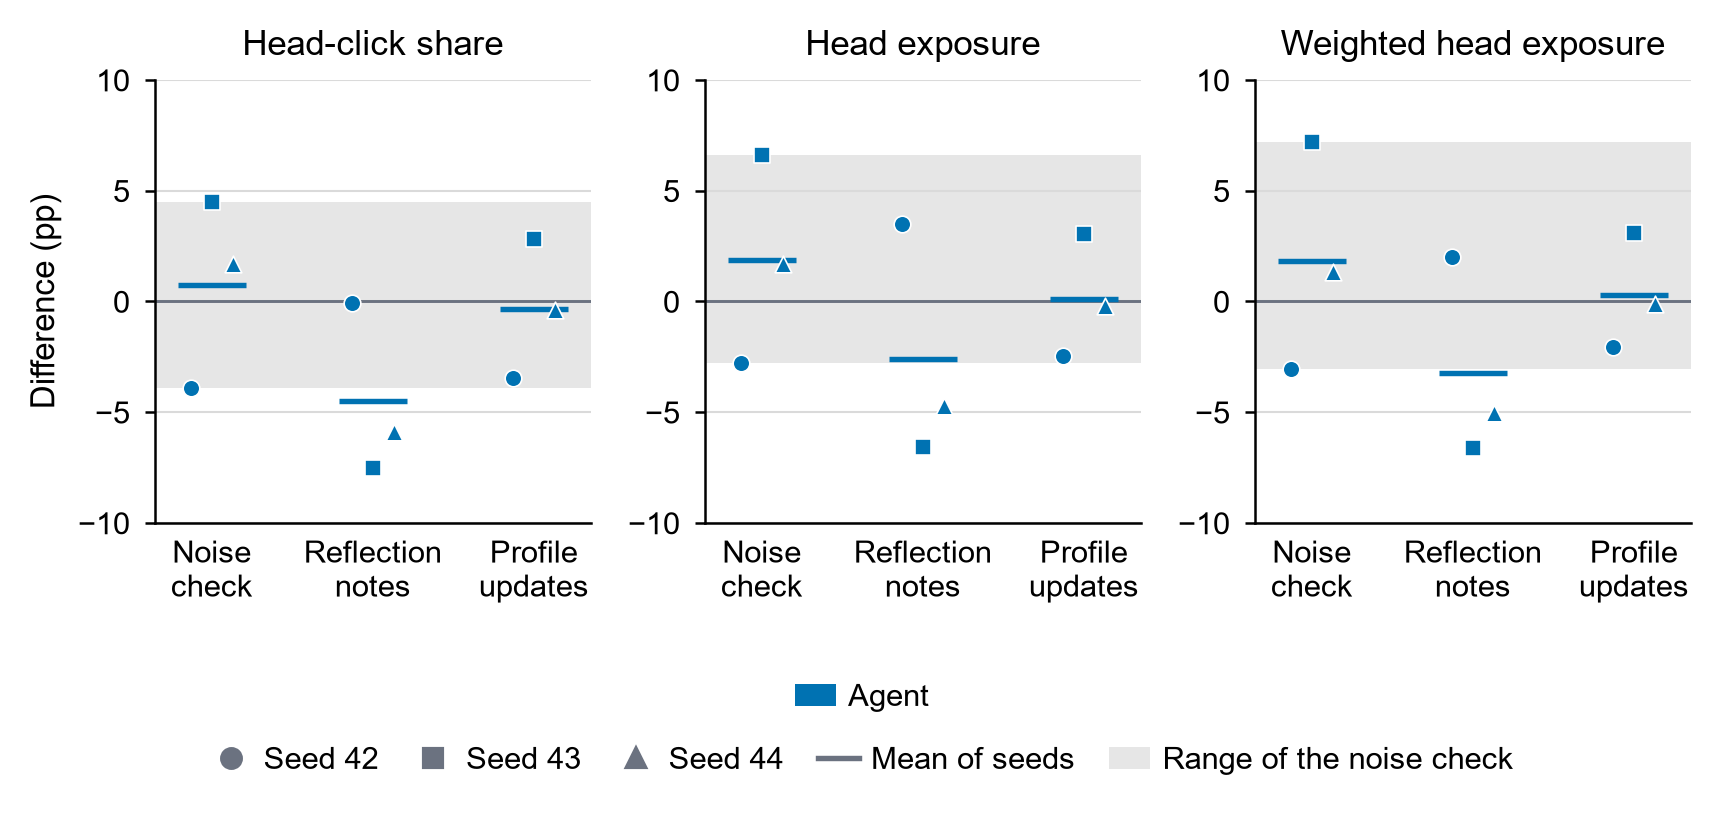 Head-click share
Head exposure
Weighted head exposure
Difference (pp)
10
5
0
−5
−10
10
5
0
−5
−10
10
5
0
−5
−10
Noise
check
Reflection
notes
Profile
updates
Noise
check
Reflection
notes
Profile
updates
Noise
check
Reflection
notes
Profile
updates
Agent
Seed 42
Seed 43
Seed 44
Mean of seeds
Range of the noise check